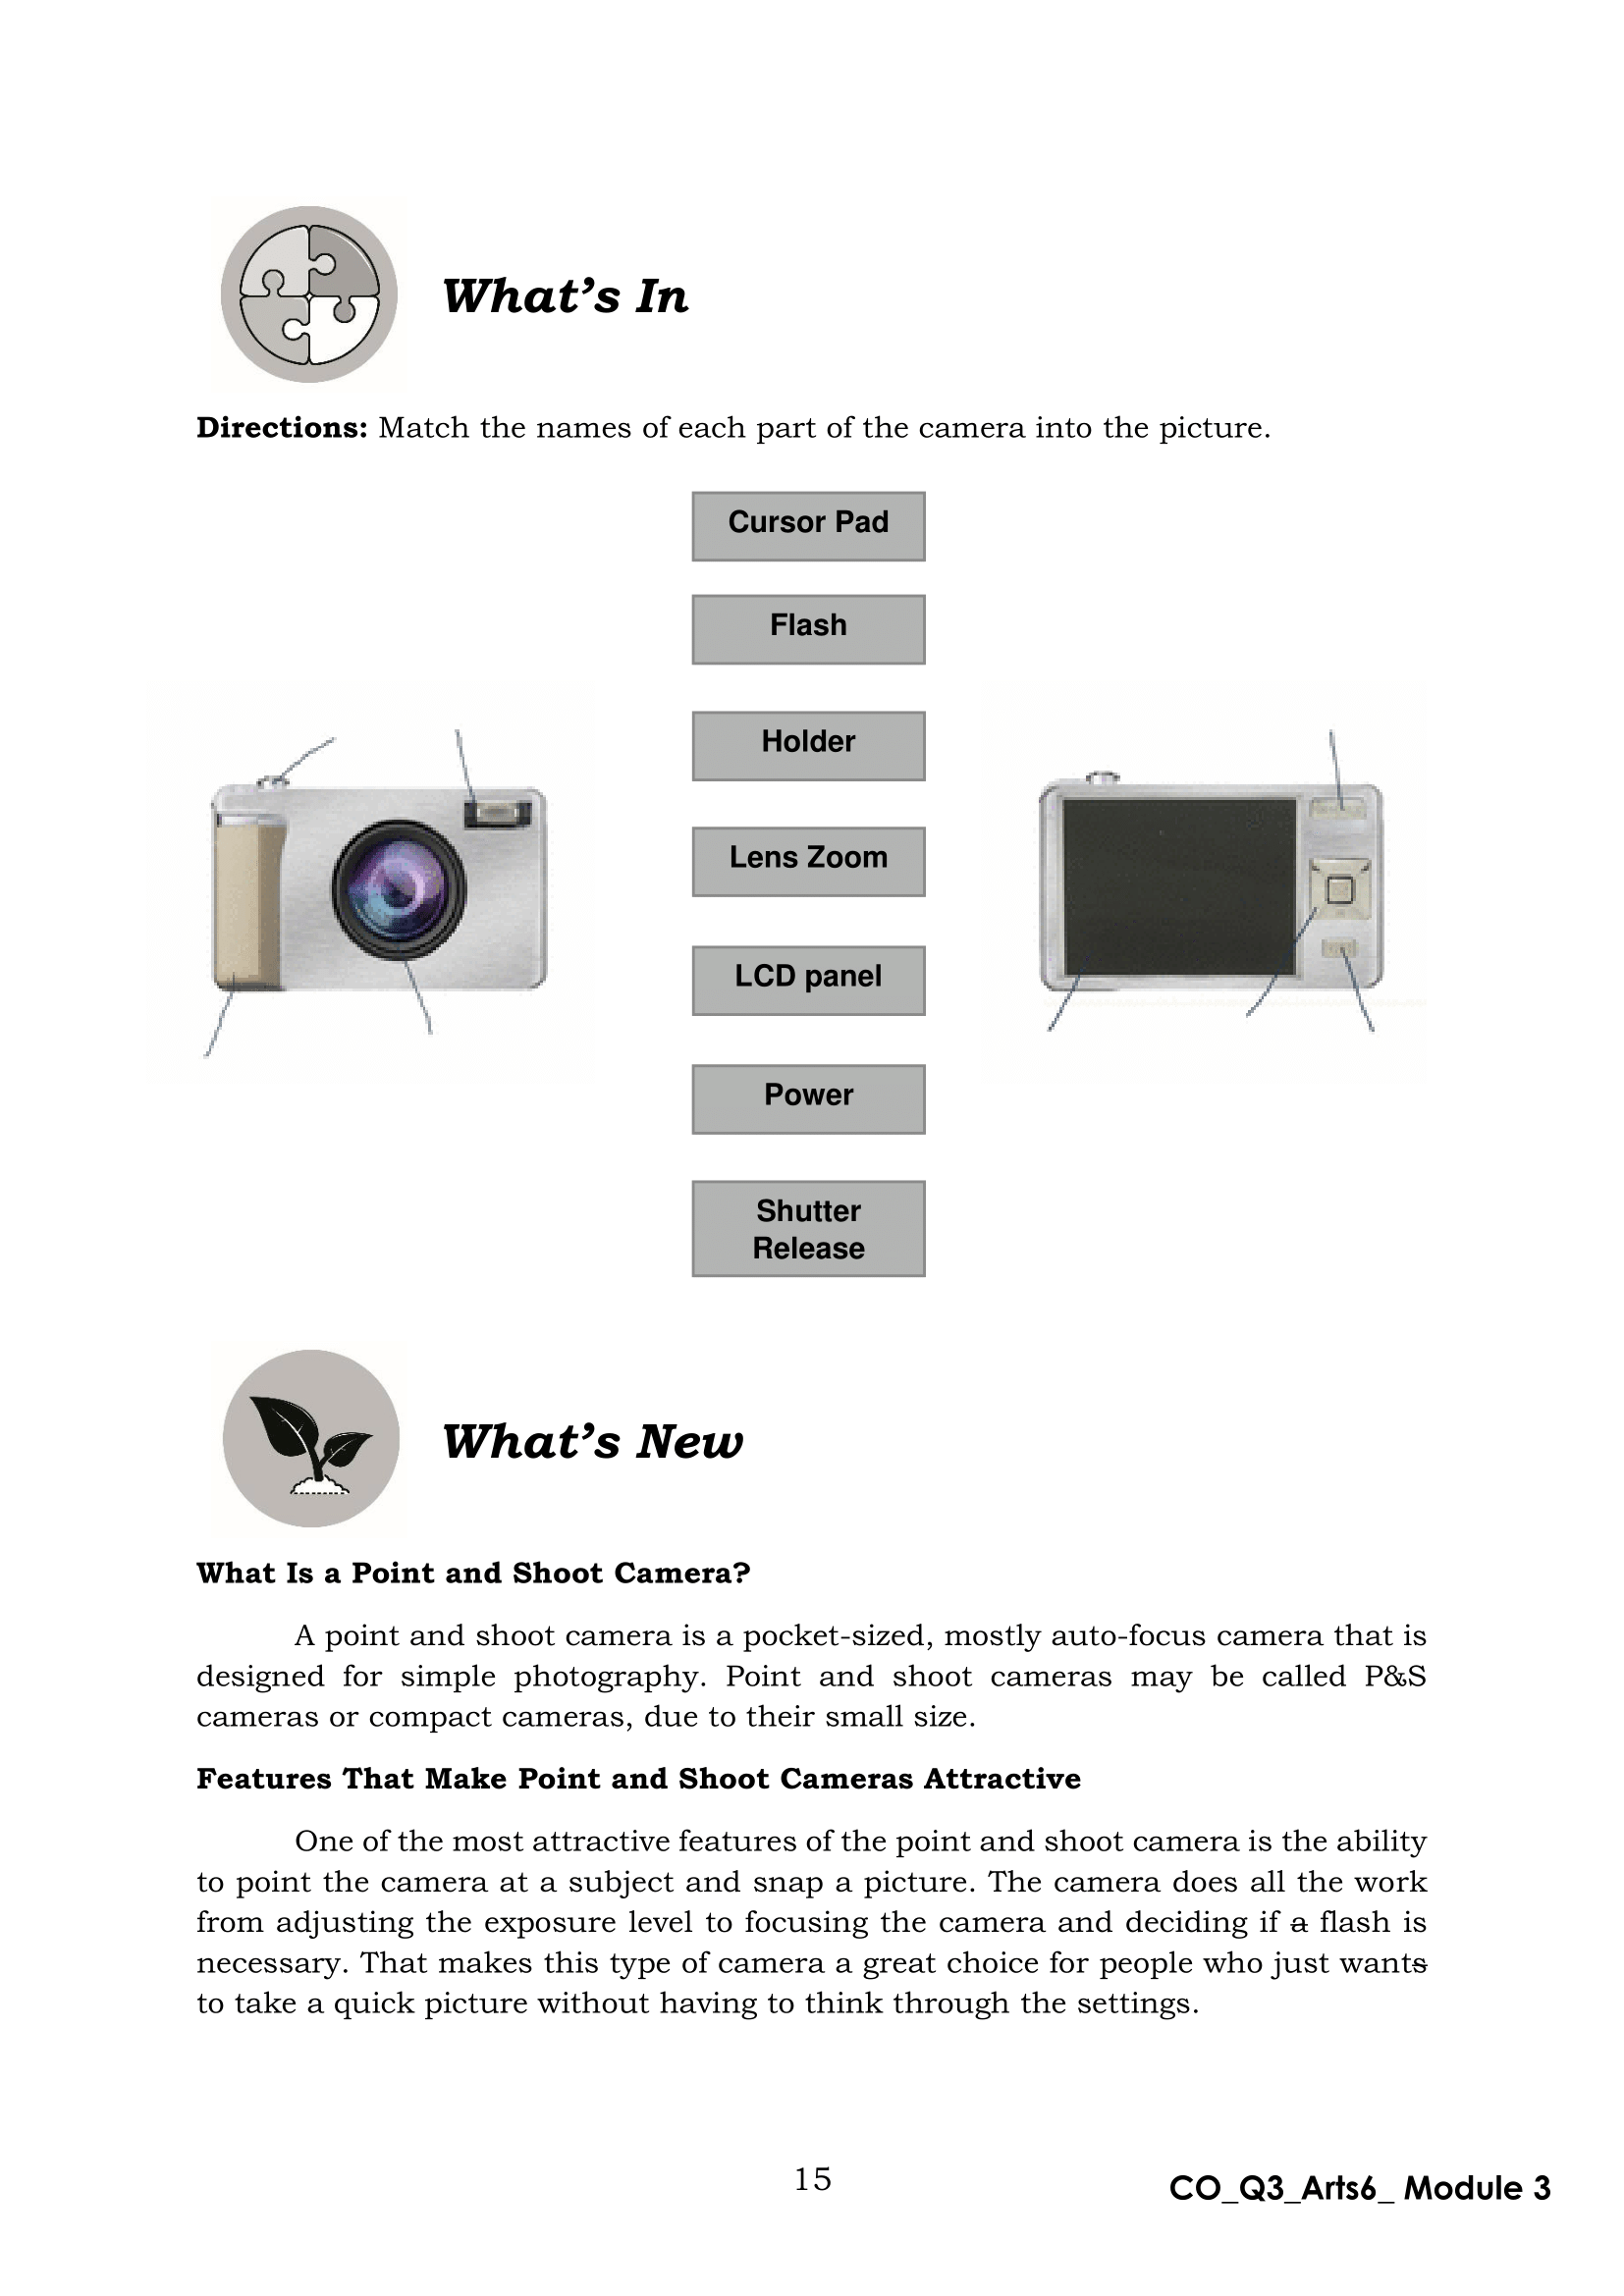 What's In
Directions: Match the names of each part of the camera into the picture.
Cursor Pad
Flash
Holder
Lens Zoom
LCD panel
Power
Shutter
Release
What's New
What Is a Point and Shoot Camera?
A point and shoot camera is a pocket-sized, mostly auto-focus camera that is
designed for simple photography. Point and shoot cameras may be called P&S
cameras or compact cameras, due to their small size.
Features That Make Point and Shoot Cameras Attractive
One of the most attractive features of the point and shoot camera is the ability
to point the camera at a subject and snap a picture. The camera does all the work
from adjusting the exposure level to focusing the camera and deciding if a flash is
necessary. That makes this type of camera a great choice for people who just wants
to take a quick picture without having to think through the settings.
15
CO_Q3_Arts6_ Module 3